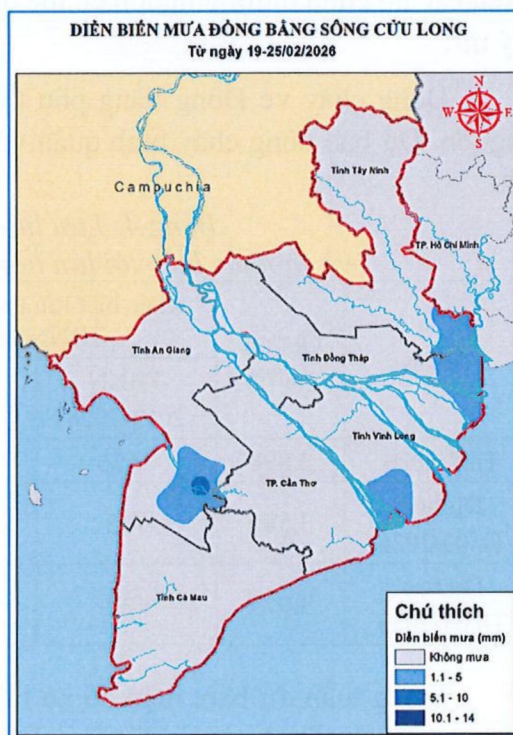 DIỄN BIẾN MƯA ĐỒNG BẰNG SÔNG CỬU LONG
Từ ngày 19-25/02/2026
N
W
E
S
Campuchia
Tỉnh Tây Ninh
TP. Hồ Chí Minh
Tỉnh An Giang
Tỉnh Đồng Tháp
Tỉnh Vĩnh Long
TP. Cần Thơ
Tỉnh Cà Mau
Chú thích
Diễn biến mưa (mm)
Không mưa
1.1 - 5
5.1 - 10
10.1 - 14